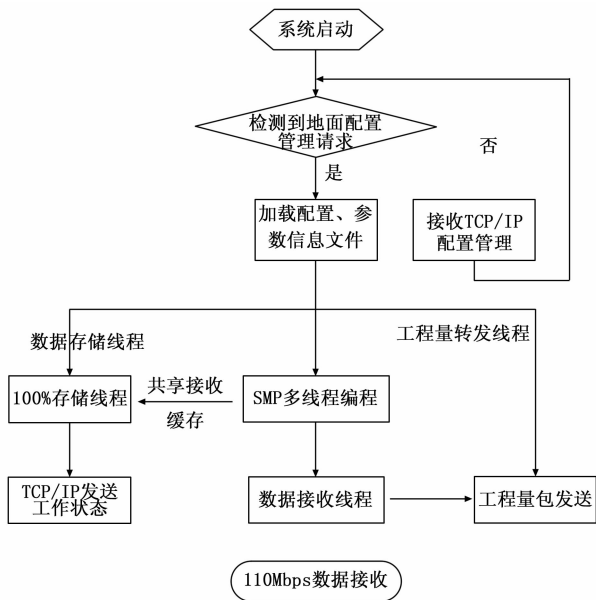 系统启动
检测到地面配置
管理请求
否
是
加载配置、参
数信息文件
接收TCP/IP
配置管理
数据存储线程
工程量转发线程
100%存储线程
共享接收
缓存
SMP多线程编程
TCP/IP发送
工作状态
数据接收线程
工程量包发送
110Mbps数据接收